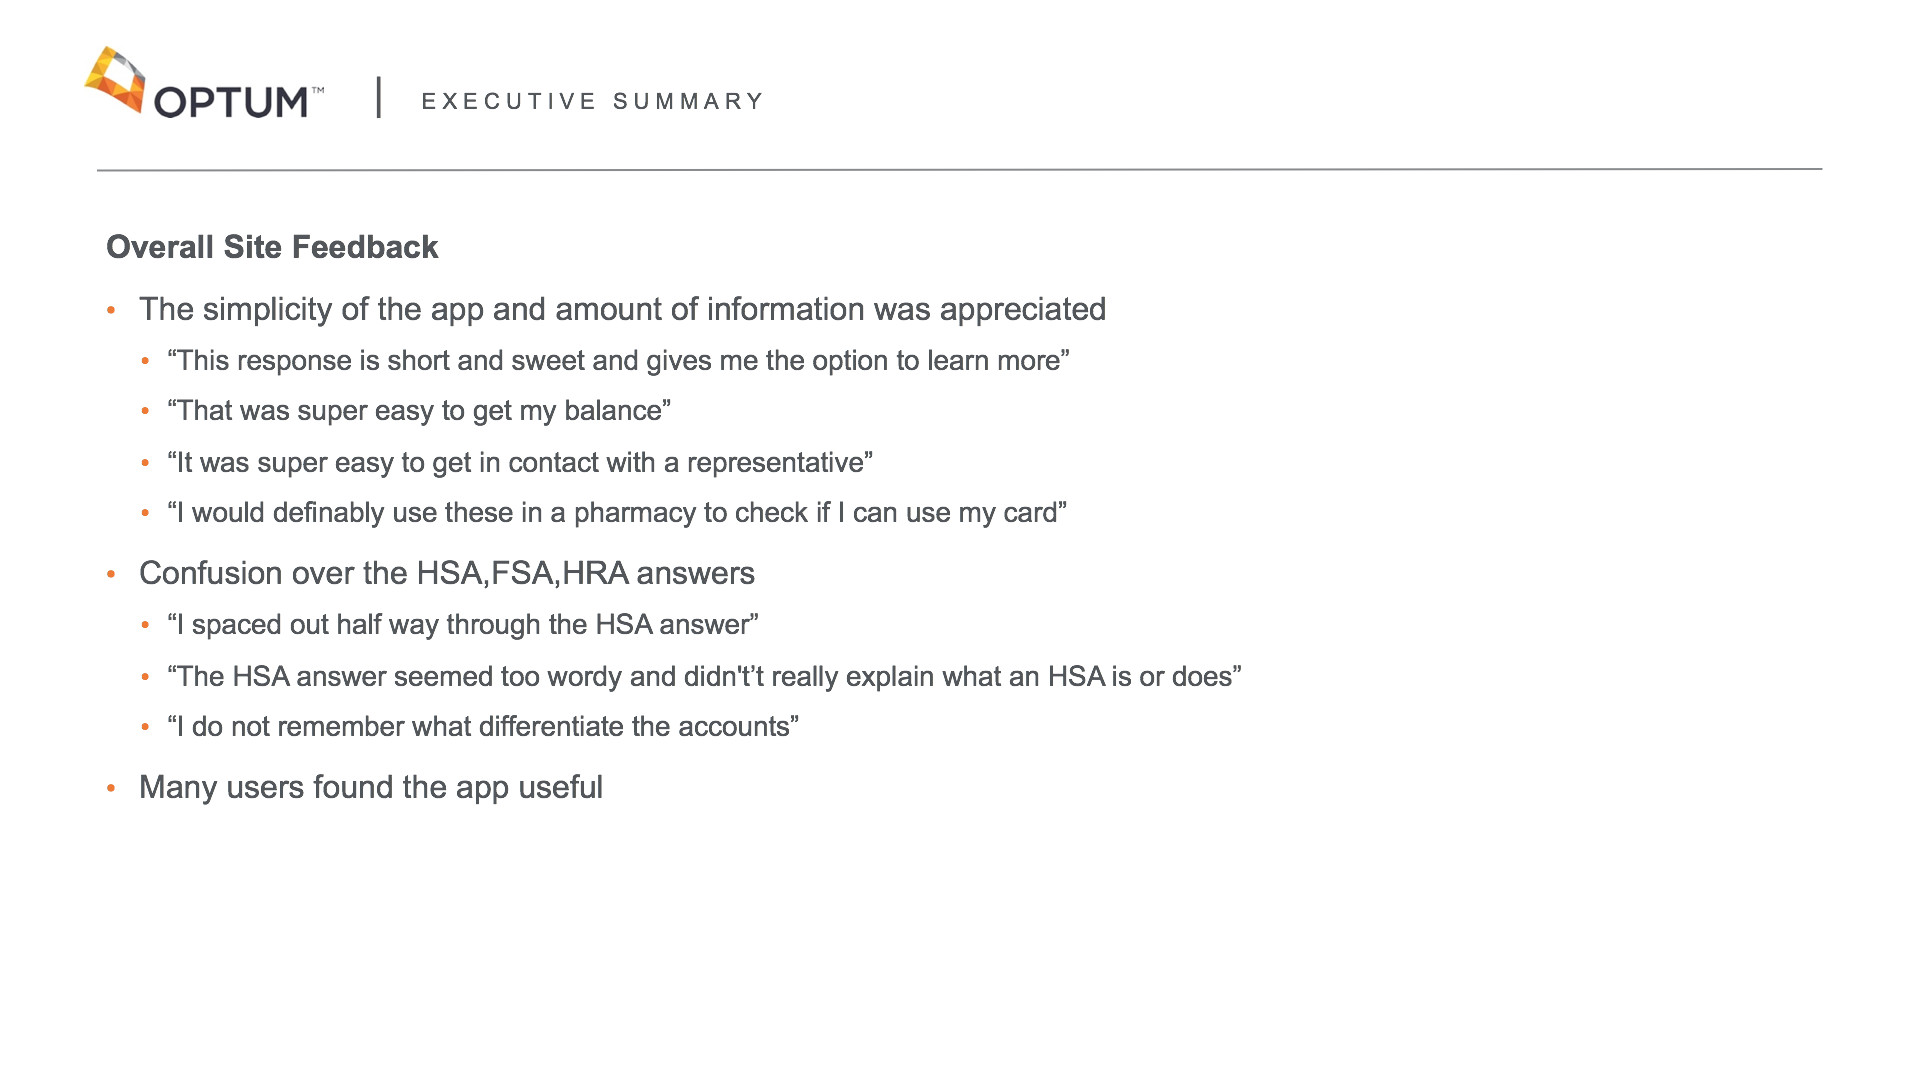 OPTUM™ | EXECUTIVE SUMMARY
Overall Site Feedback
• The simplicity of the app and amount of information was appreciated
• “This response is short and sweet and gives me the option to learn more”
• “That was super easy to get my balance”
• “It was super easy to get in contact with a representative”
• “I would definably use these in a pharmacy to check if I can use my card”
• Confusion over the HSA,FSA,HRA answers
• “I spaced out half way through the HSA answer”
• “The HSA answer seemed too wordy and didn't’t really explain what an HSA is or does”
• “I do not remember what differentiate the accounts”
• Many users found the app useful